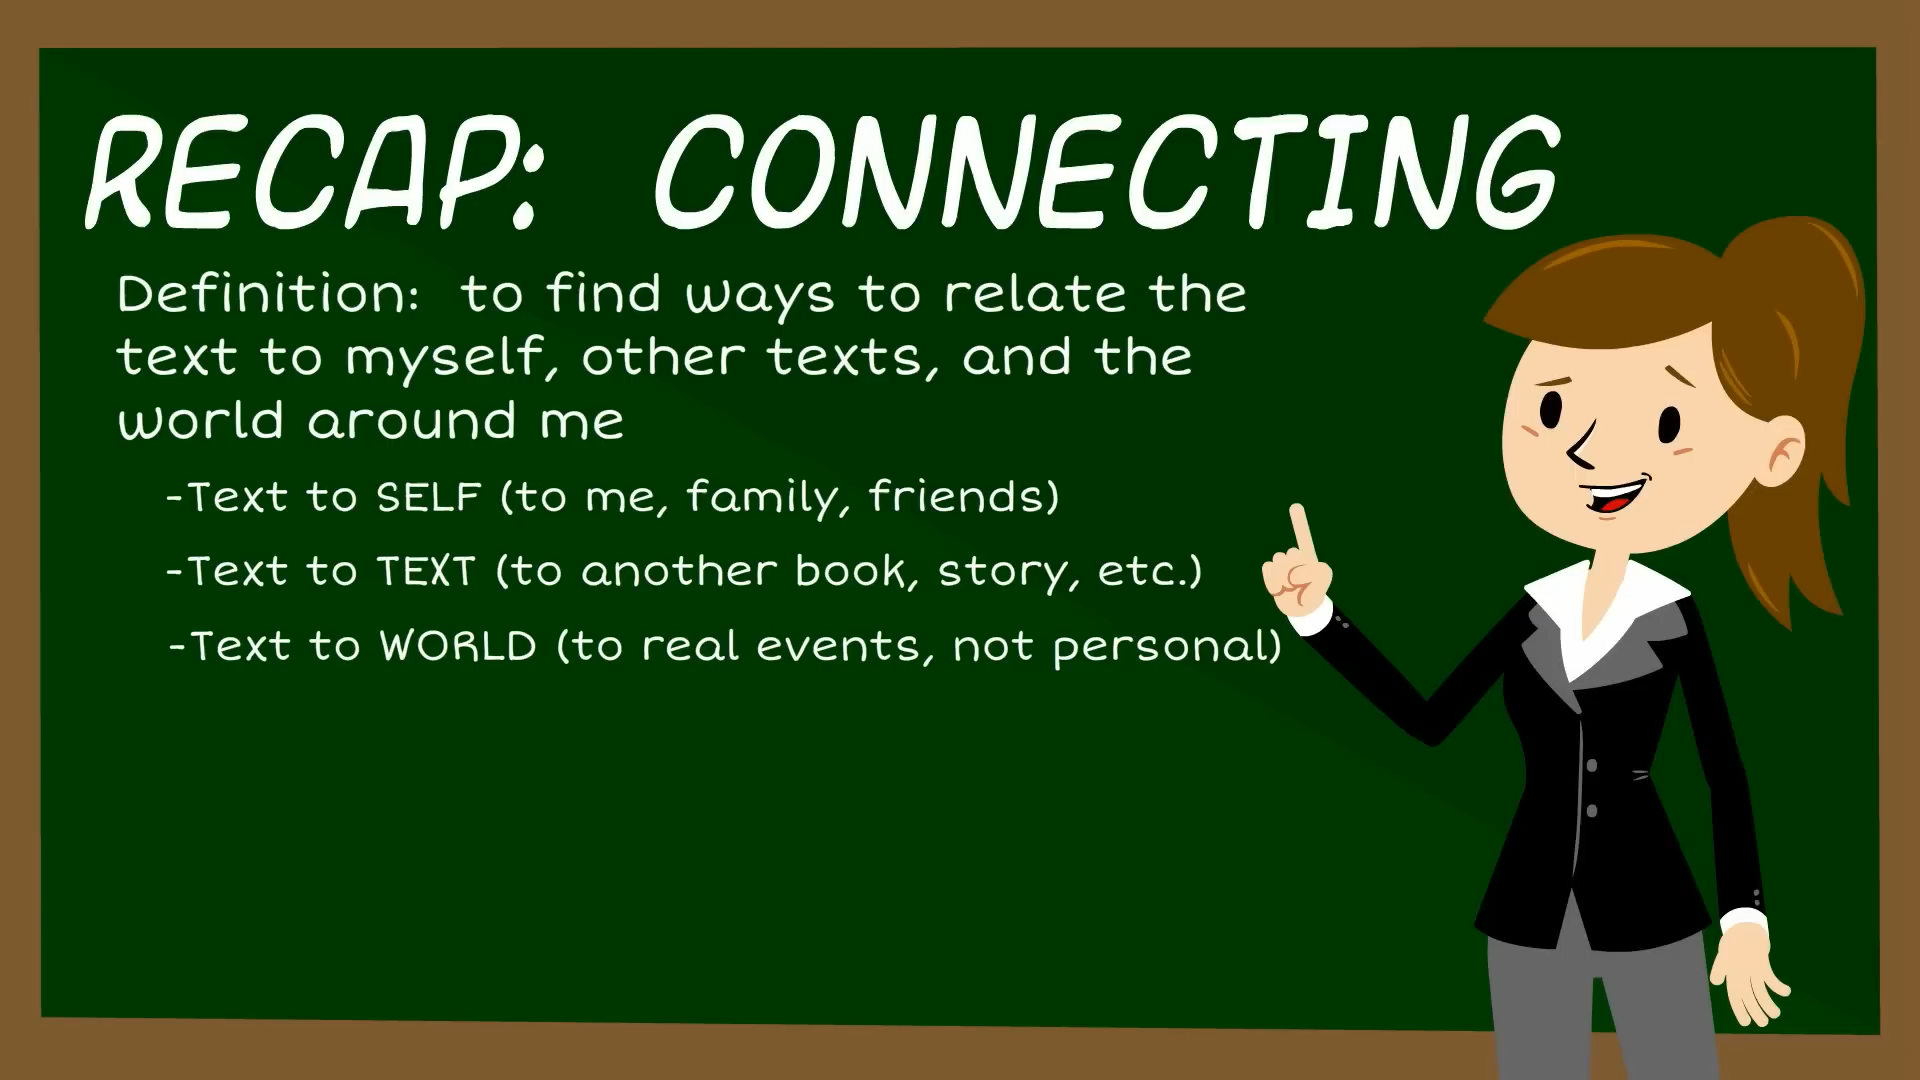 RECAP: CONNECTING
Definition: to find ways to relate the
text to myself, other texts, and the
world around me
-Text to SELF (to me, family, friends)
-Text to TEXT (to another book, story, etc.)
-Text to WORLD (to real events, not personal)